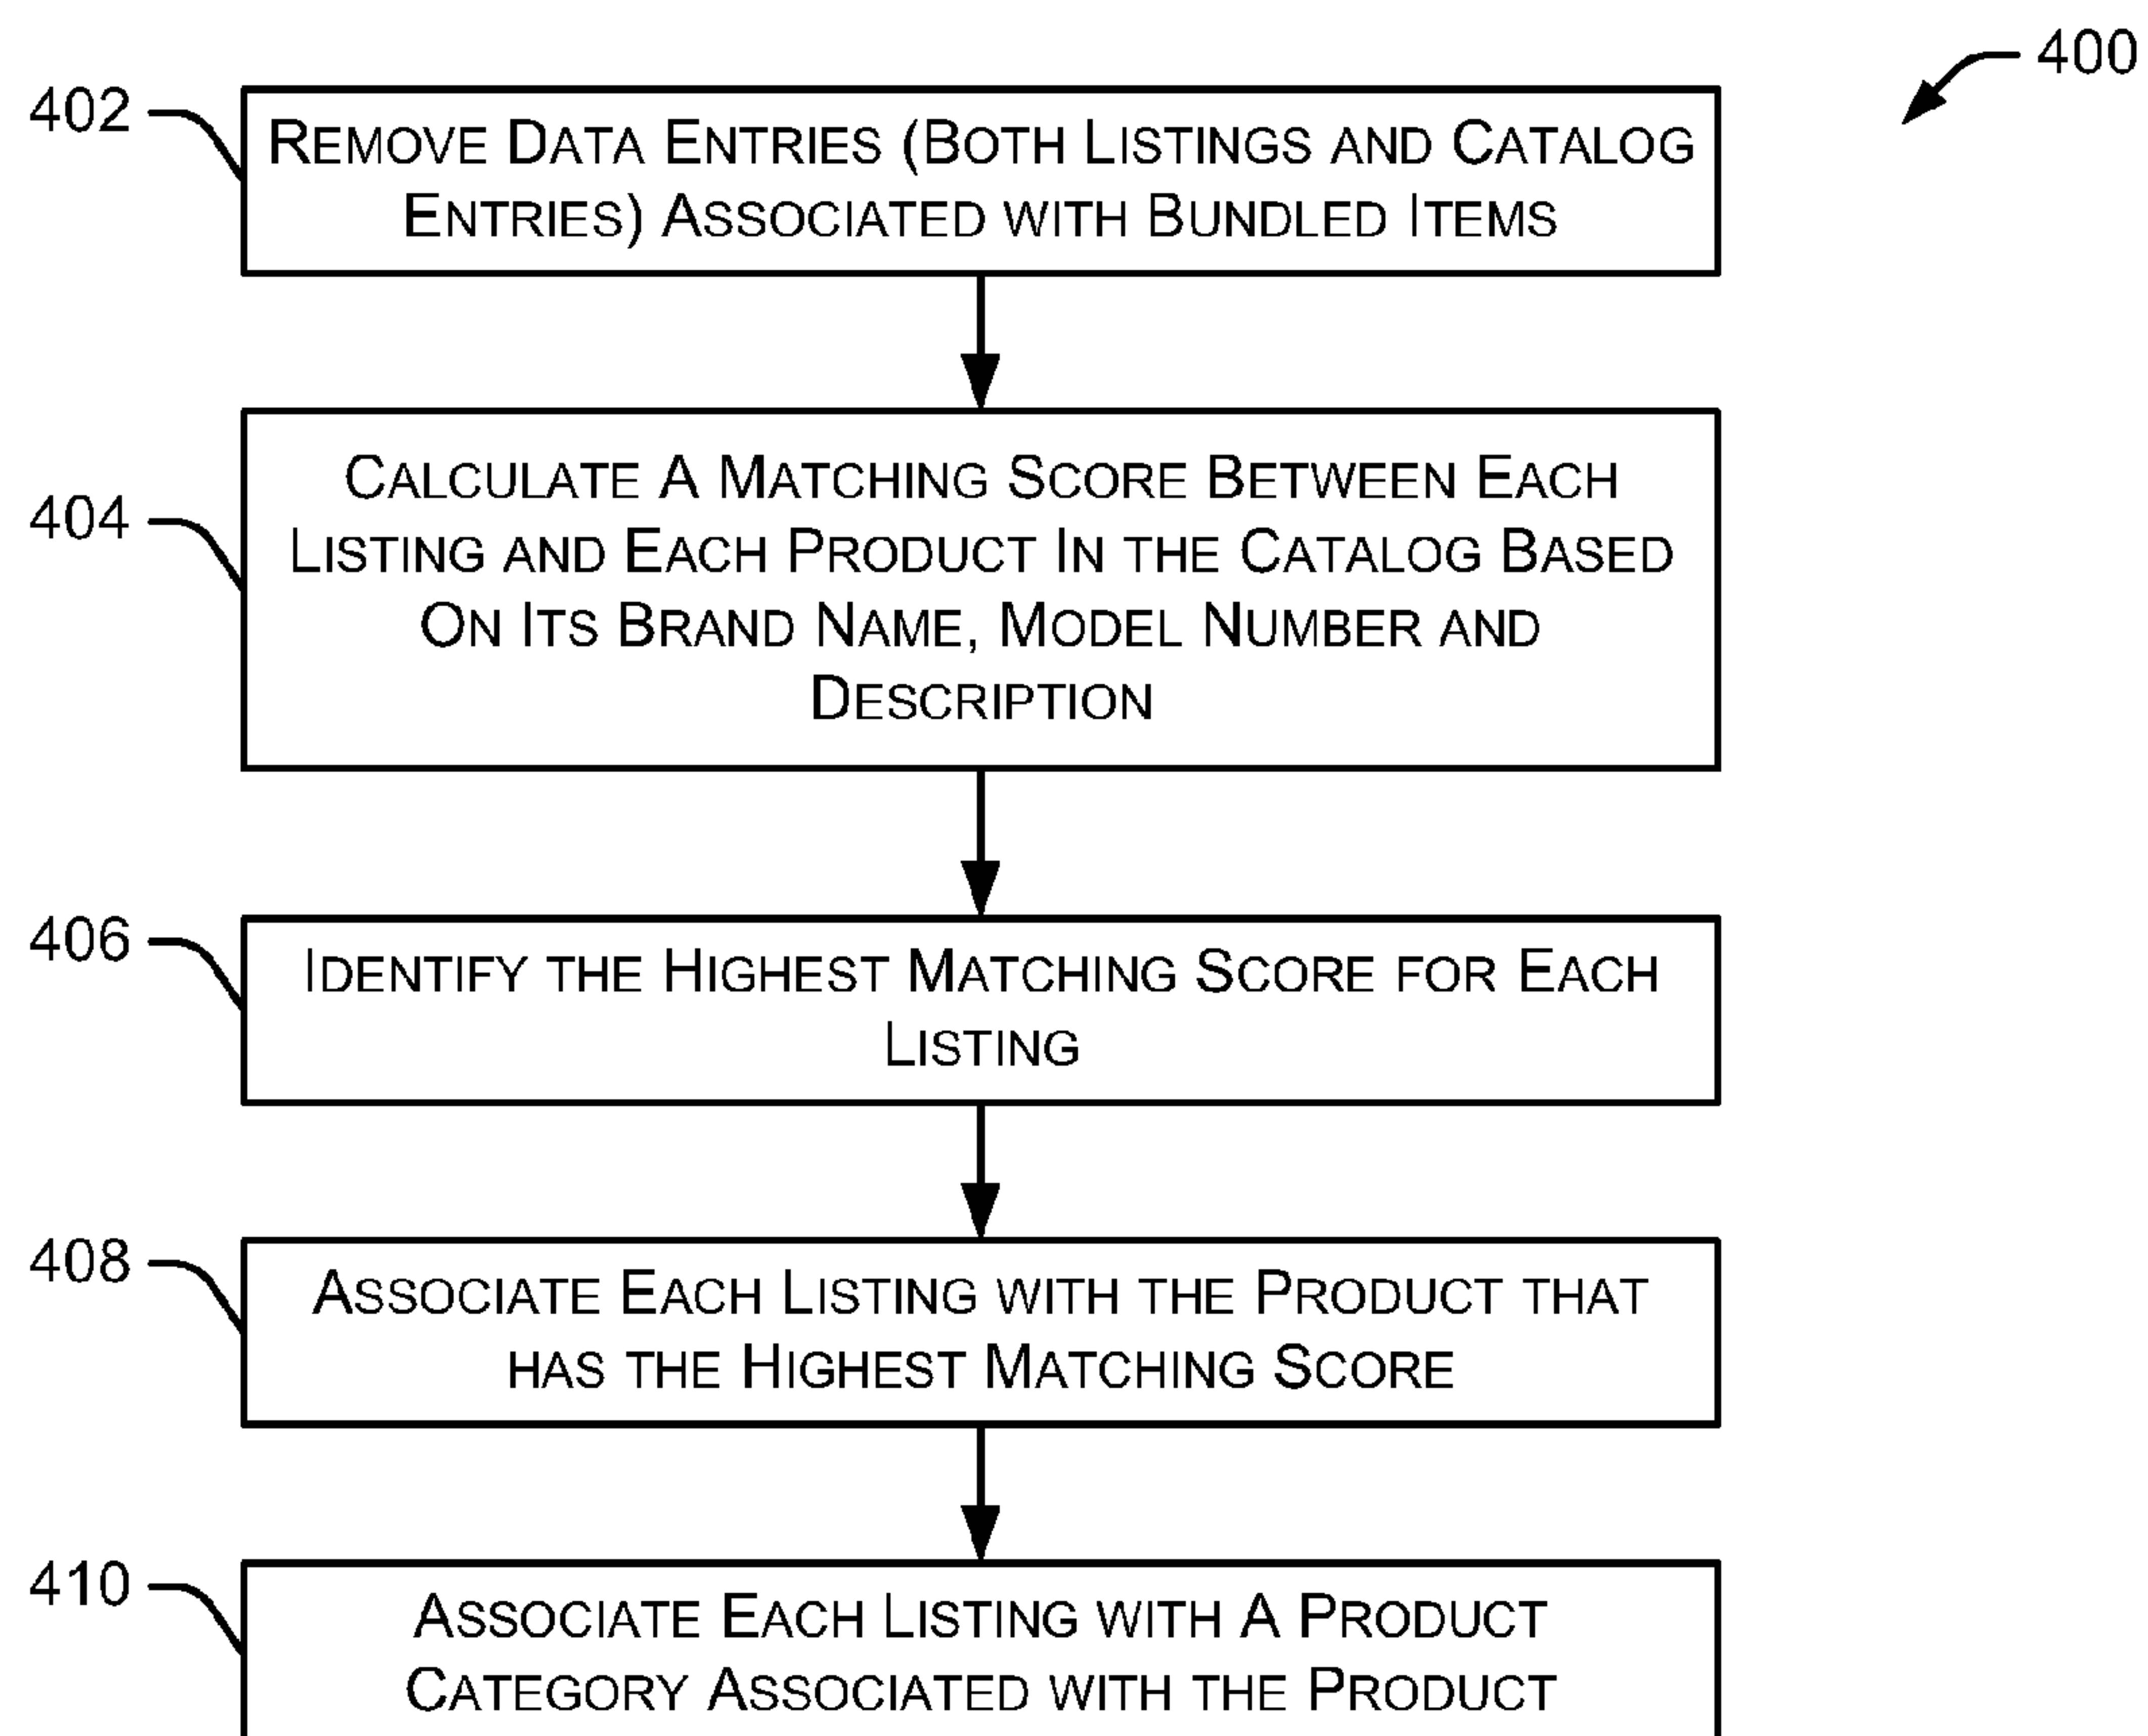 400
402
REMOVE DATA ENTRIES (BOTH LISTINGS AND CATALOG
ENTRIES) ASSOCIATED WITH BUNDLED ITEMS
404
CALCULATE A MATCHING SCORE BETWEEN EACH
LISTING AND EACH PRODUCT IN THE CATALOG BASED
ON ITS BRAND NAME, MODEL NUMBER AND
DESCRIPTION
406
IDENTIFY THE HIGHEST MATCHING SCORE FOR EACH
LISTING
408
ASSOCIATE EACH LISTING WITH THE PRODUCT THAT
HAS THE HIGHEST MATCHING SCORE
410
ASSOCIATE EACH LISTING WITH A PRODUCT
CATEGORY ASSOCIATED WITH THE PRODUCT